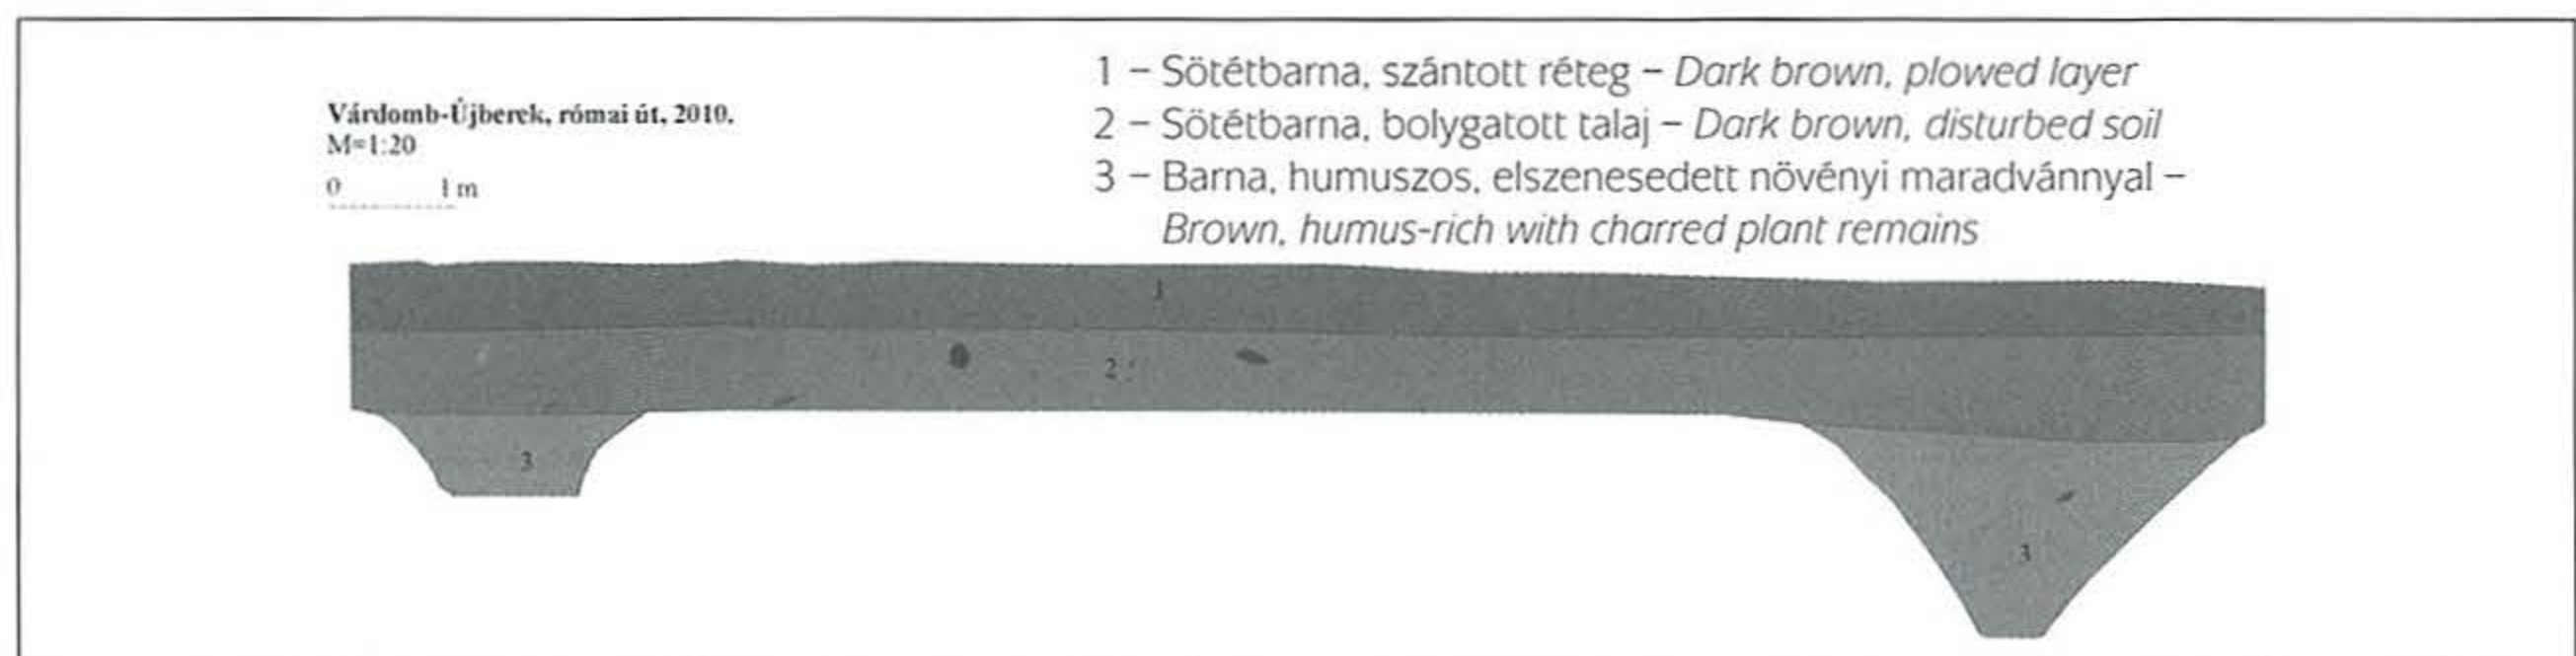 Várdomb-Újberek, római út, 2010.
M=1:20
0 1 m
1 – Sötétbarna, szántott réteg – Dark brown, plowed layer
2 – Sötétbarna, bolygatott talaj – Dark brown, disturbed soil
3 – Barna, humuszos, elszenesedett növényi maradvánnyal –
Brown, humus-rich with charred plant remains
1
2
3
3